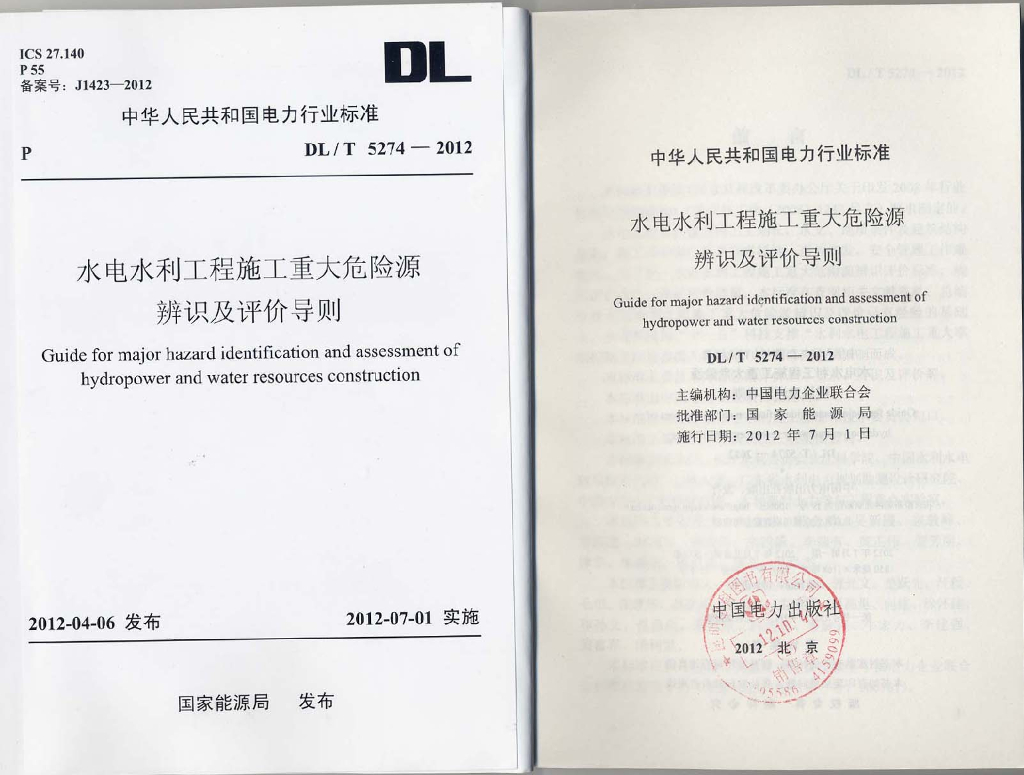 ICS 27.140
P 55
备案号：J1423—2012
DL
中华人民共和国电力行业标准
P
DL / T 5274 — 2012
水电水利工程施工重大危险源
辨识及评价导则
Guide for major hazard identification and assessment of
hydropower and water resources construction
2012-04-06 发布
2012-07-01 实施
国家能源局 发布
中华人民共和国电力行业标准
水电水利工程施工重大危险源
辨识及评价导则
Guide for major hazard identification and assessment of
hydropower and water resources construction
DL / T 5274 — 2012
主编机构：中国电力企业联合会
批准部门：国 家 能 源 局
施行日期：2012 年 7 月 1 日
图书有限公司
中国电力出版社
2012 北 京
4159099